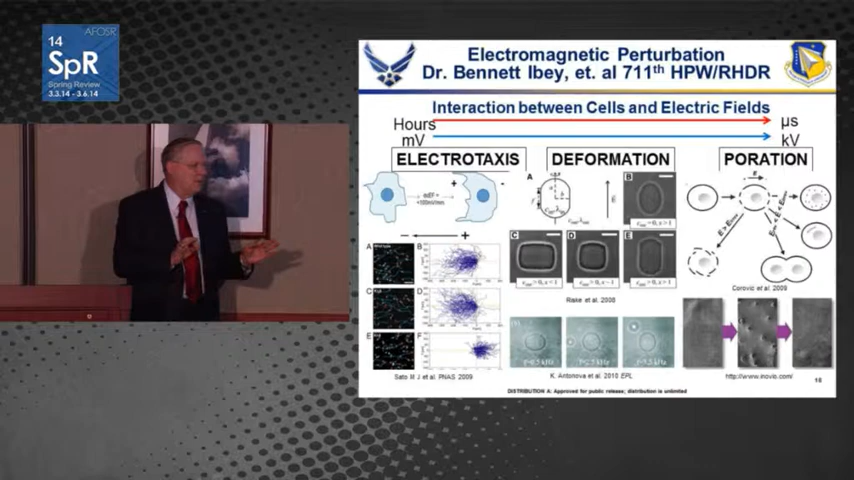 AFOSR
14
SpR
Spring Review
3.3.14 - 3.6.14
Electromagnetic Perturbation
Dr. Bennett Ibey, et. al 711th HPW/RHDR
Interaction between Cells and Electric Fields
Hours
μs
mV
kV
ELECTROTAXIS
DEFORMATION
PORATION
A
B
+
-
- +
A
B
C
D
E
C
D
E
F
Riske et al. 2006
Corovic et al. 2009
Sato M J et al. PNAS. 2009
K. Antonova et al. 2010 EPL
http://www.inovio.com/
DISTRIBUTION A: Approved for public release; distribution is unlimited
18